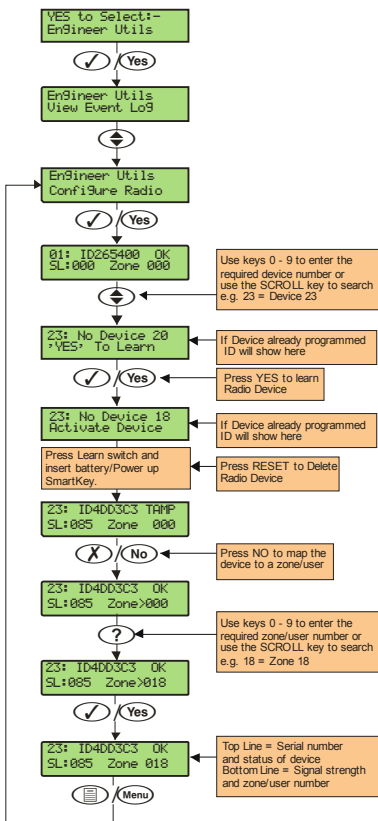 YES to Select:-
Engineer Utils
Yes
Engineer Utils
View Event Log
Engineer Utils
Configure Radio
Yes
01: ID265400 OK
SL:000 Zone 000
Use keys 0 - 9 to enter the
required device number or
use the SCROLL key to search
e.g. 23 = Device 23
23: No Device 20
'YES' To Learn
If Device already programmed
ID will show here
Yes
Press YES to learn
Radio Device
23: No Device 18
Activate Device
If Device already programmed
ID will show here
Press Learn switch and
insert battery/Power up
SmartKey.
Press RESET to Delete
Radio Device
23: ID4DD3C3 TAMP
SL:085 Zone 000
X
No
Press NO to map the
device to a zone/user
23: ID4DD3C3 OK
SL:085 Zone>000
?
Use keys 0 - 9 to enter the
required zone/user number or
use the SCROLL key to search
e.g. 18 = Zone 18
23: ID4DD3C3 OK
SL:085 Zone>018
Yes
23: ID4DD3C3 OK
SL:085 Zone 018
Top Line = Serial number
and status of device
Bottom Line = Signal strength
and zone/user number
Menu